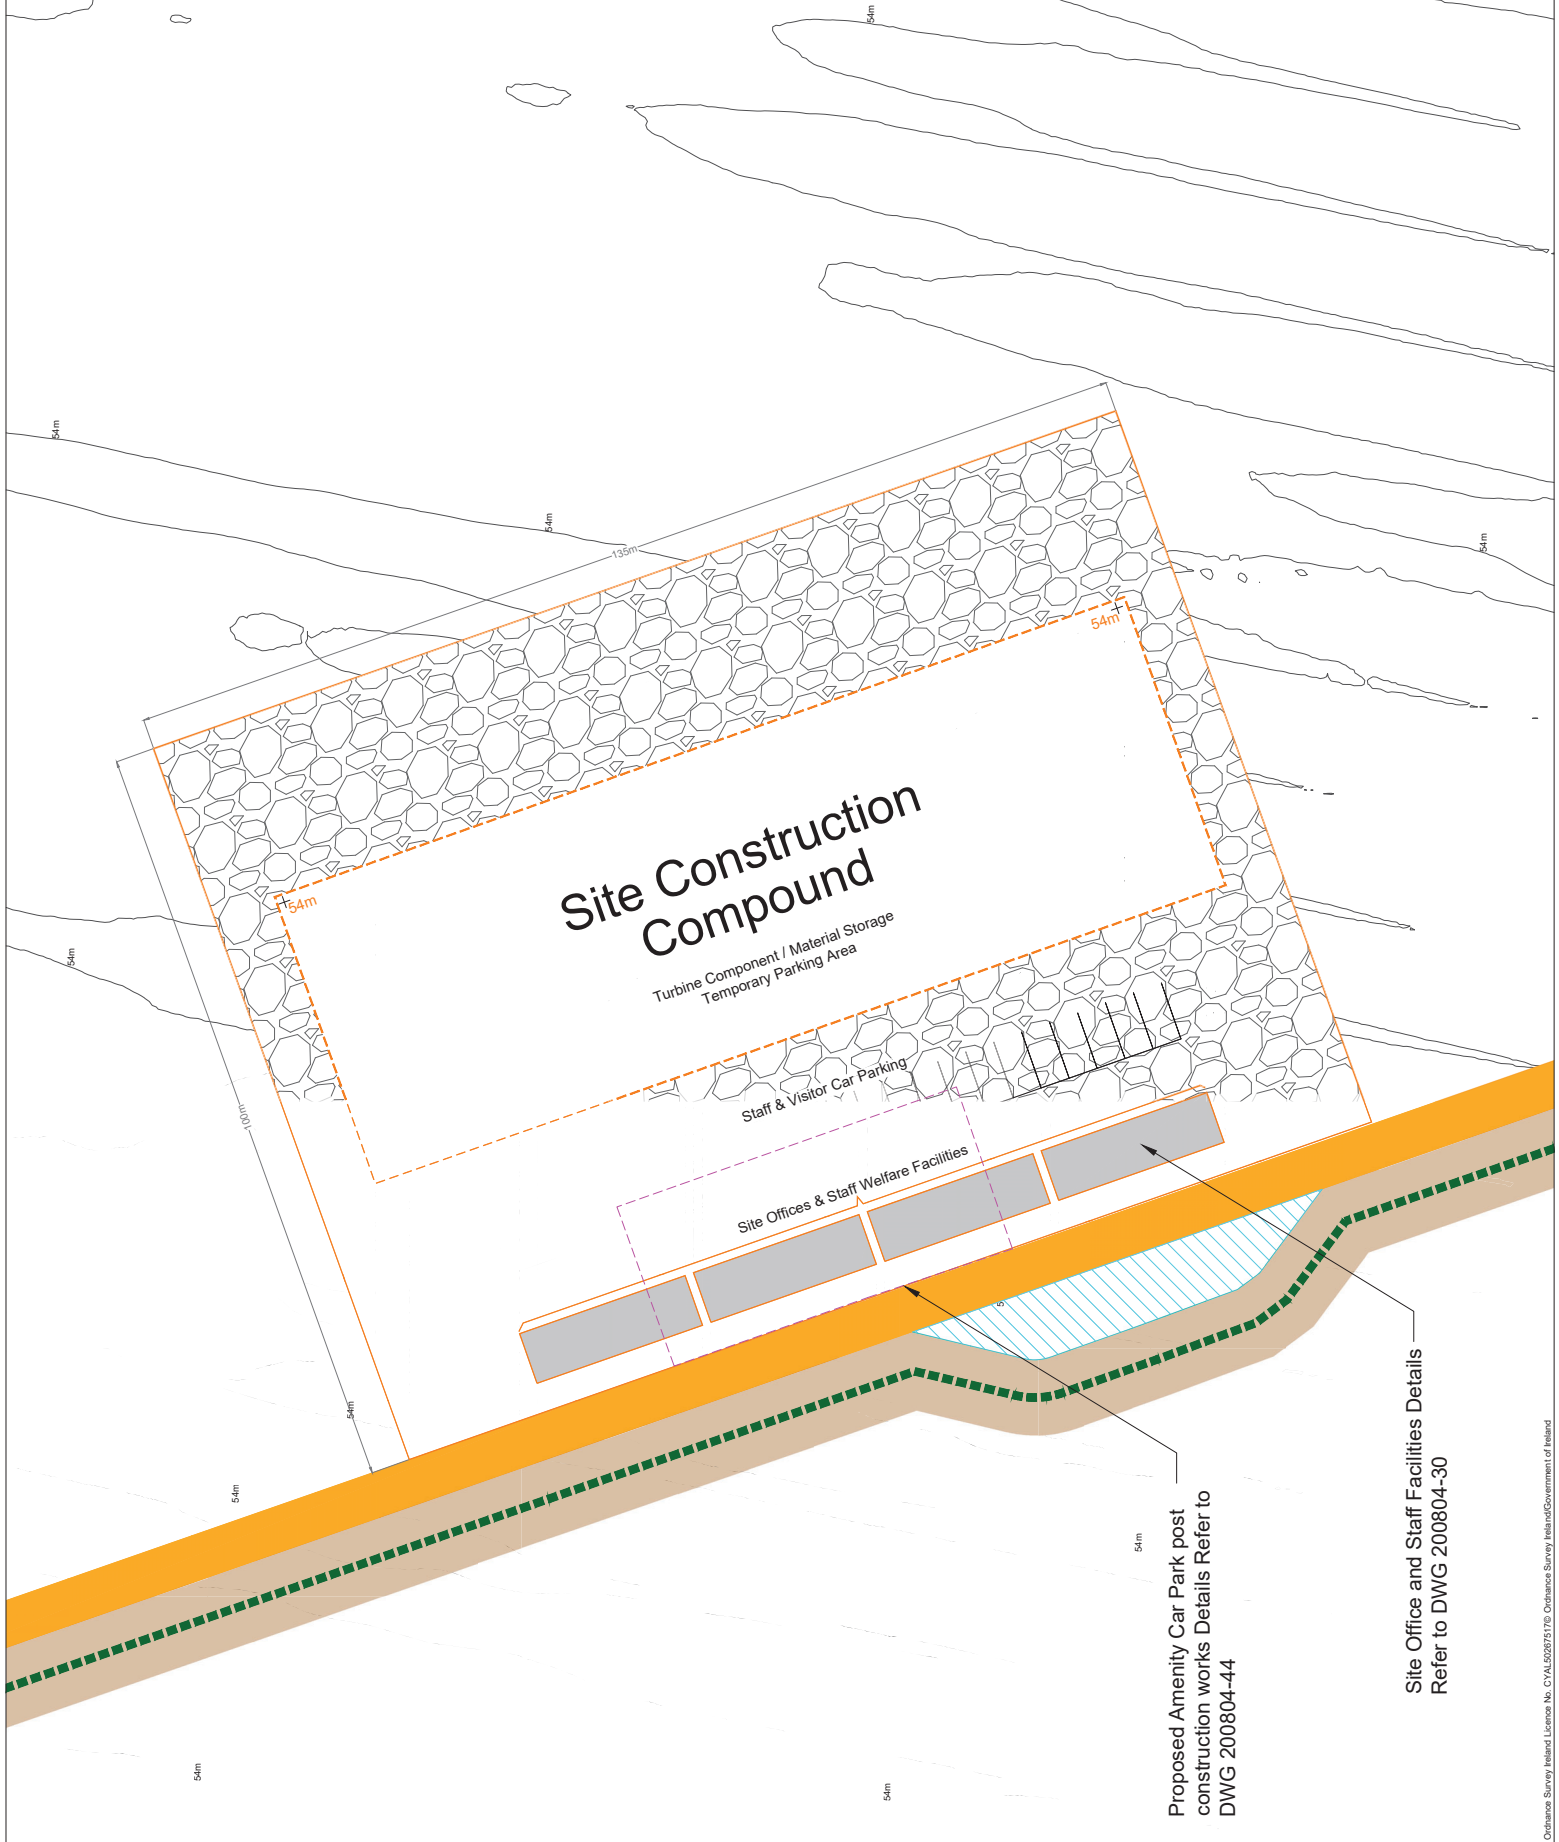 54m
54m
54m
54m
135m
54m
54m
Site Construction
Compound
54m
Turbine Component / Material Storage
Temporary Parking Area
54m
Staff & Visitor Car Parking
100m
Site Offices & Staff Welfare Facilities
5
54m
54m
54m
54m
54m
Proposed Amenity Car Park post
construction works Details Refer to
DWG 200804-44
Site Office and Staff Facilities Details
Refer to DWG 200804-30
Ordnance Survey Ireland Licence No. CYAL50267517© Ordnance Survey Ireland/Government of Ireland